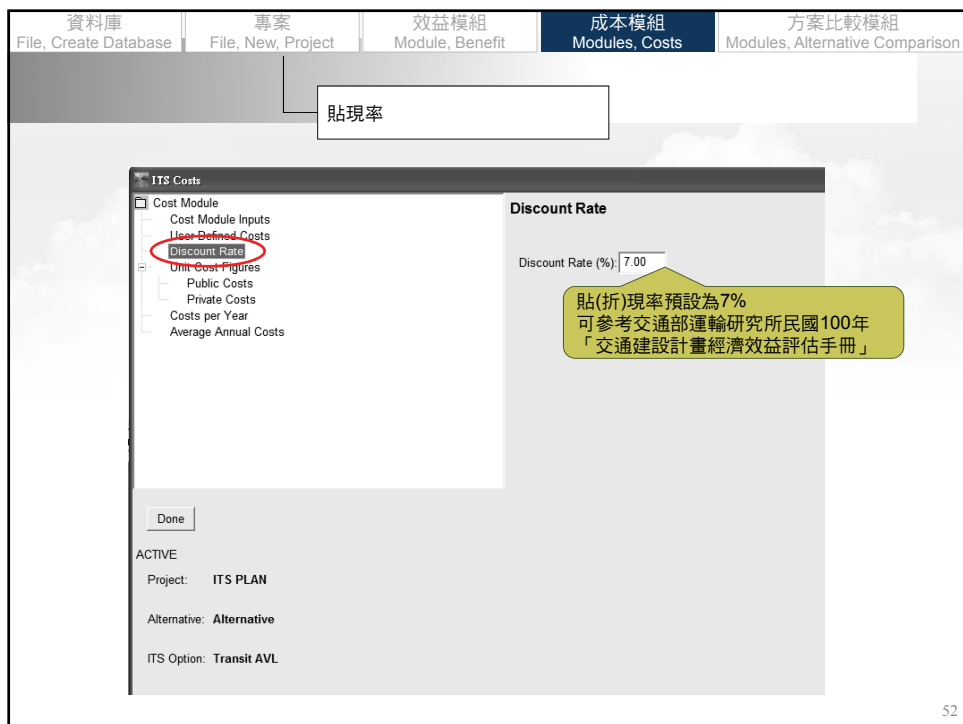 資料庫
File, Create Database
專案
File, New, Project
效益模組
Module, Benefit
成本模組
Modules, Costs
方案比較模組
Modules, Alternative Comparison
貼現率
ITS Costs
Cost Module
Cost Module Inputs
User Defined Costs
Discount Rate
Unit Cost Figures
Public Costs
Private Costs
Costs per Year
Average Annual Costs
Discount Rate
Discount Rate (%): 7.00
貼(折)現率預設為7%
可參考交通部運輸研究所民國100年
「交通建設計畫經濟效益評估手冊」
Done
ACTIVE
Project: ITS PLAN
Alternative: Alternative
ITS Option: Transit AVL
52